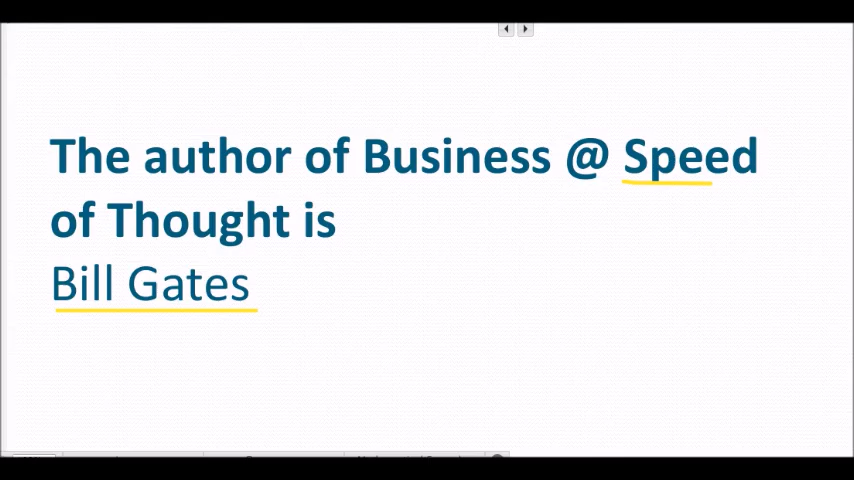 The author of Business @ Speed
of Thought is
Bill Gates